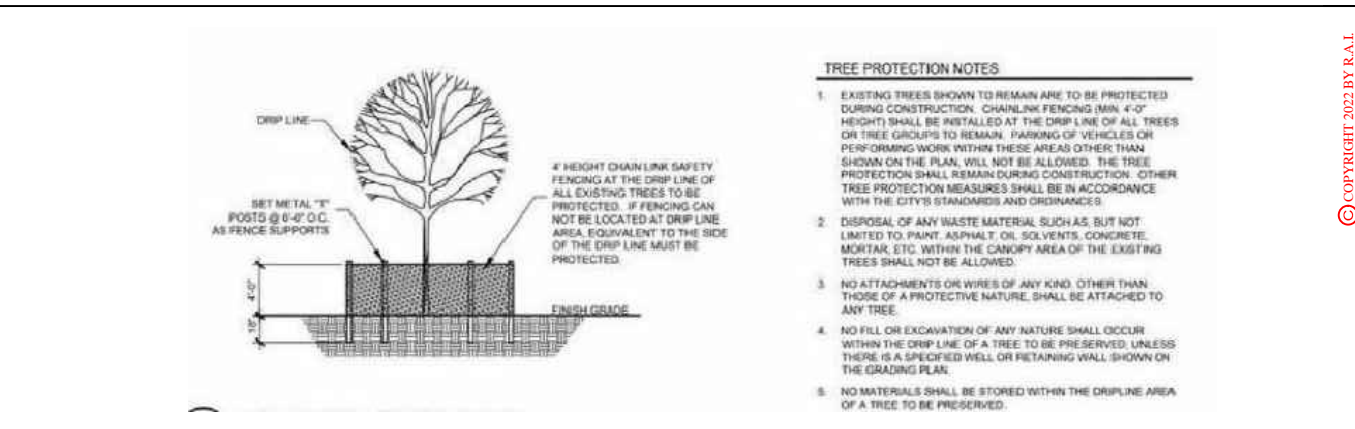 DRIP LINE
SET METAL "T"
POSTS @ 6'-0" O.C.
AS FENCE SUPPORTS
4'-0"
18"
4' HEIGHT CHAIN LINK SAFETY
FENCING AT THE DRIP LINE OF
ALL EXISTING TREES TO BE
PROTECTED. IF FENCING CAN
NOT BE LOCATED AT DRIP LINE
AREA, EQUIVALENT TO THE SIDE
OF THE DRIP LINE MUST BE
PROTECTED.
FINISH GRADE
TREE PROTECTION NOTES
1. EXISTING TREES SHOWN TO REMAIN ARE TO BE PROTECTED
DURING CONSTRUCTION. CHAINLINK FENCING (MIN. 4'-0"
HEIGHT) SHALL BE INSTALLED AT THE DRIP LINE OF ALL TREES
OR TREE GROUPS TO REMAIN. PARKING OF VEHICLES OR
PERFORMING WORK WITHIN THESE AREAS OTHER THAN
SHOWN ON THE PLAN, WILL NOT BE ALLOWED. THE TREE
PROTECTION SHALL REMAIN DURING CONSTRUCTION. OTHER
TREE PROTECTION MEASURES SHALL BE IN ACCORDANCE
WITH THE CITY'S STANDARDS AND ORDINANCES.
2. DISPOSAL OF ANY WASTE MATERIAL SUCH AS, BUT NOT
LIMITED TO, PAINT, ASPHALT, OIL, SOLVENTS, CONCRETE,
MORTAR, ETC. WITHIN THE CANOPY AREA OF THE EXISTING
TREES SHALL NOT BE ALLOWED.
3. NO ATTACHMENTS OR WIRES OF ANY KIND, OTHER THAN
THOSE OF A PROTECTIVE NATURE, SHALL BE ATTACHED TO
ANY TREE.
4. NO FILL OR EXCAVATION OF ANY NATURE SHALL OCCUR
WITHIN THE DRIP LINE OF A TREE TO BE PRESERVED, UNLESS
THERE IS A SPECIFIED WELL OR RETAINING WALL SHOWN ON
THE GRADING PLAN.
5. NO MATERIALS SHALL BE STORED WITHIN THE DRIPLINE AREA
OF A TREE TO BE PRESERVED.
© COPYRIGHT 2022 BY R.A.I.